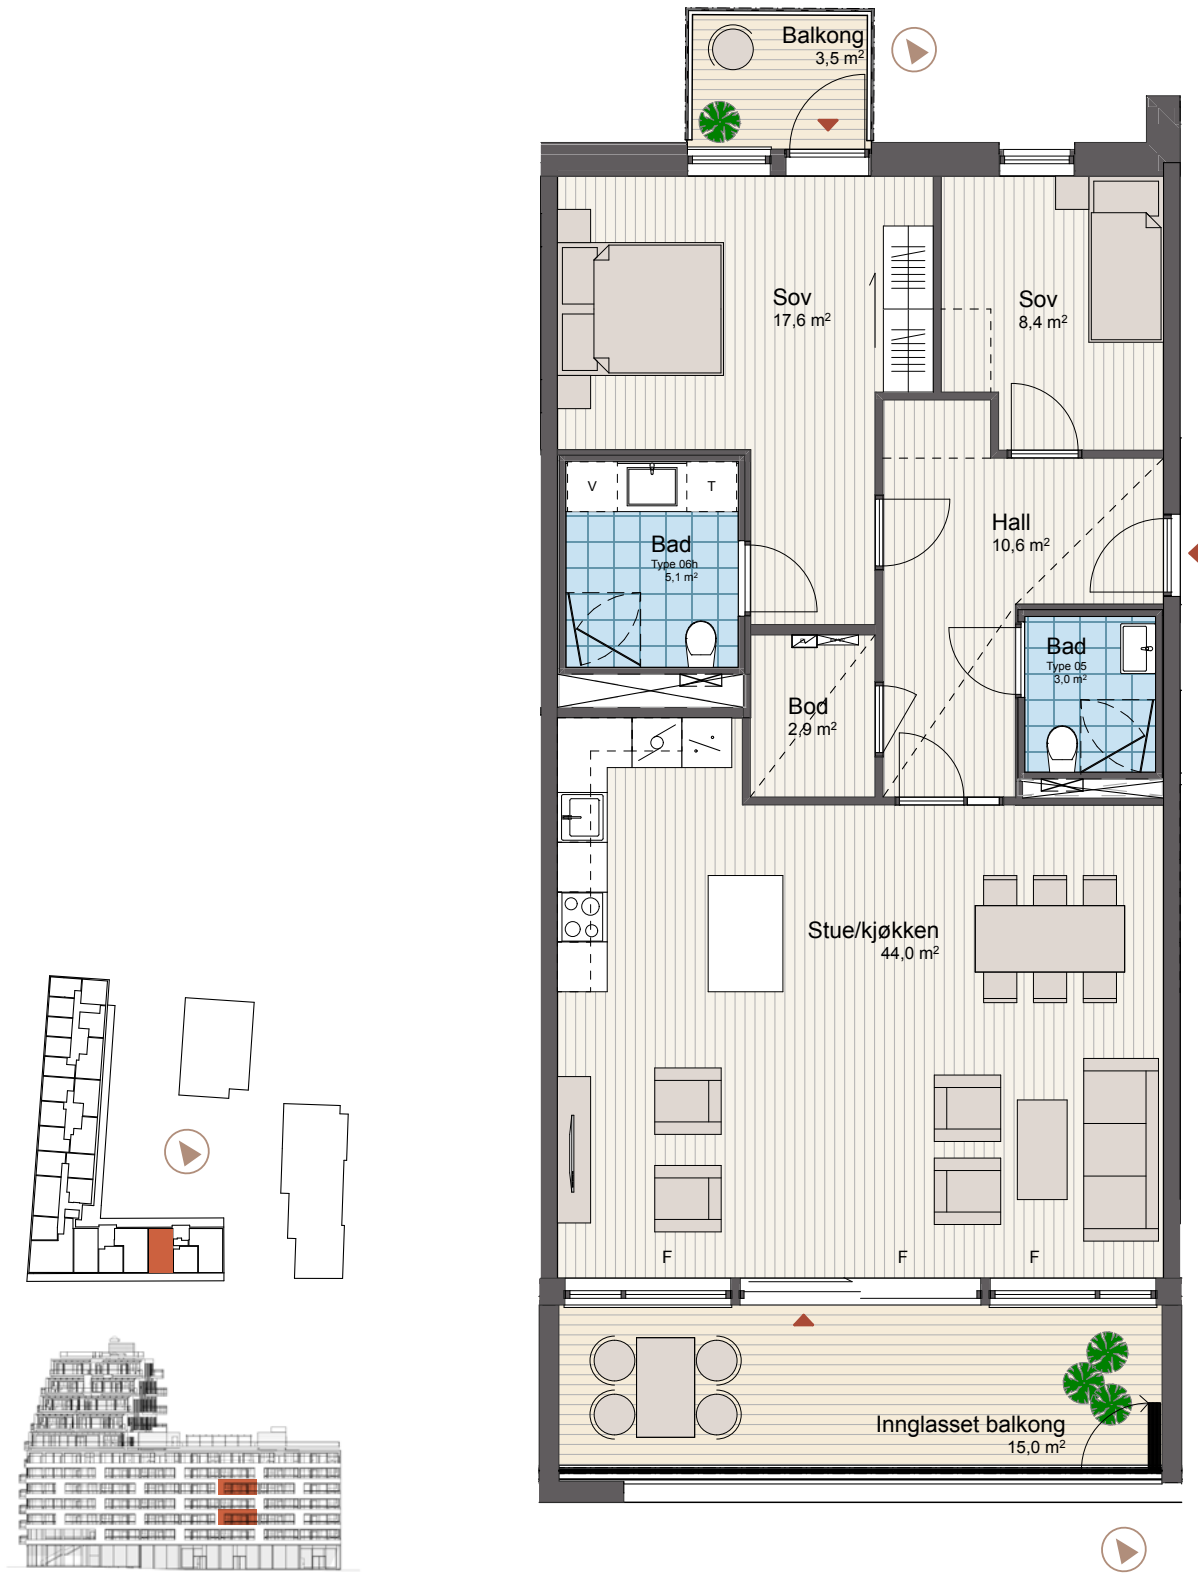 Balkong
3,5 m²
Sov
17,6 m²
Sov
8,4 m²
V
T
Bad
Type 06h
5,1 m²
Hall
10,6 m²
Bad
Type 05
3,0 m²
Bod
2,9 m²
Stue/kjøkken
44,0 m²
F
F
F
Innglasset balkong
15,0 m²